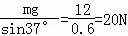 mg/sin37° = 12/0.6 = 20N